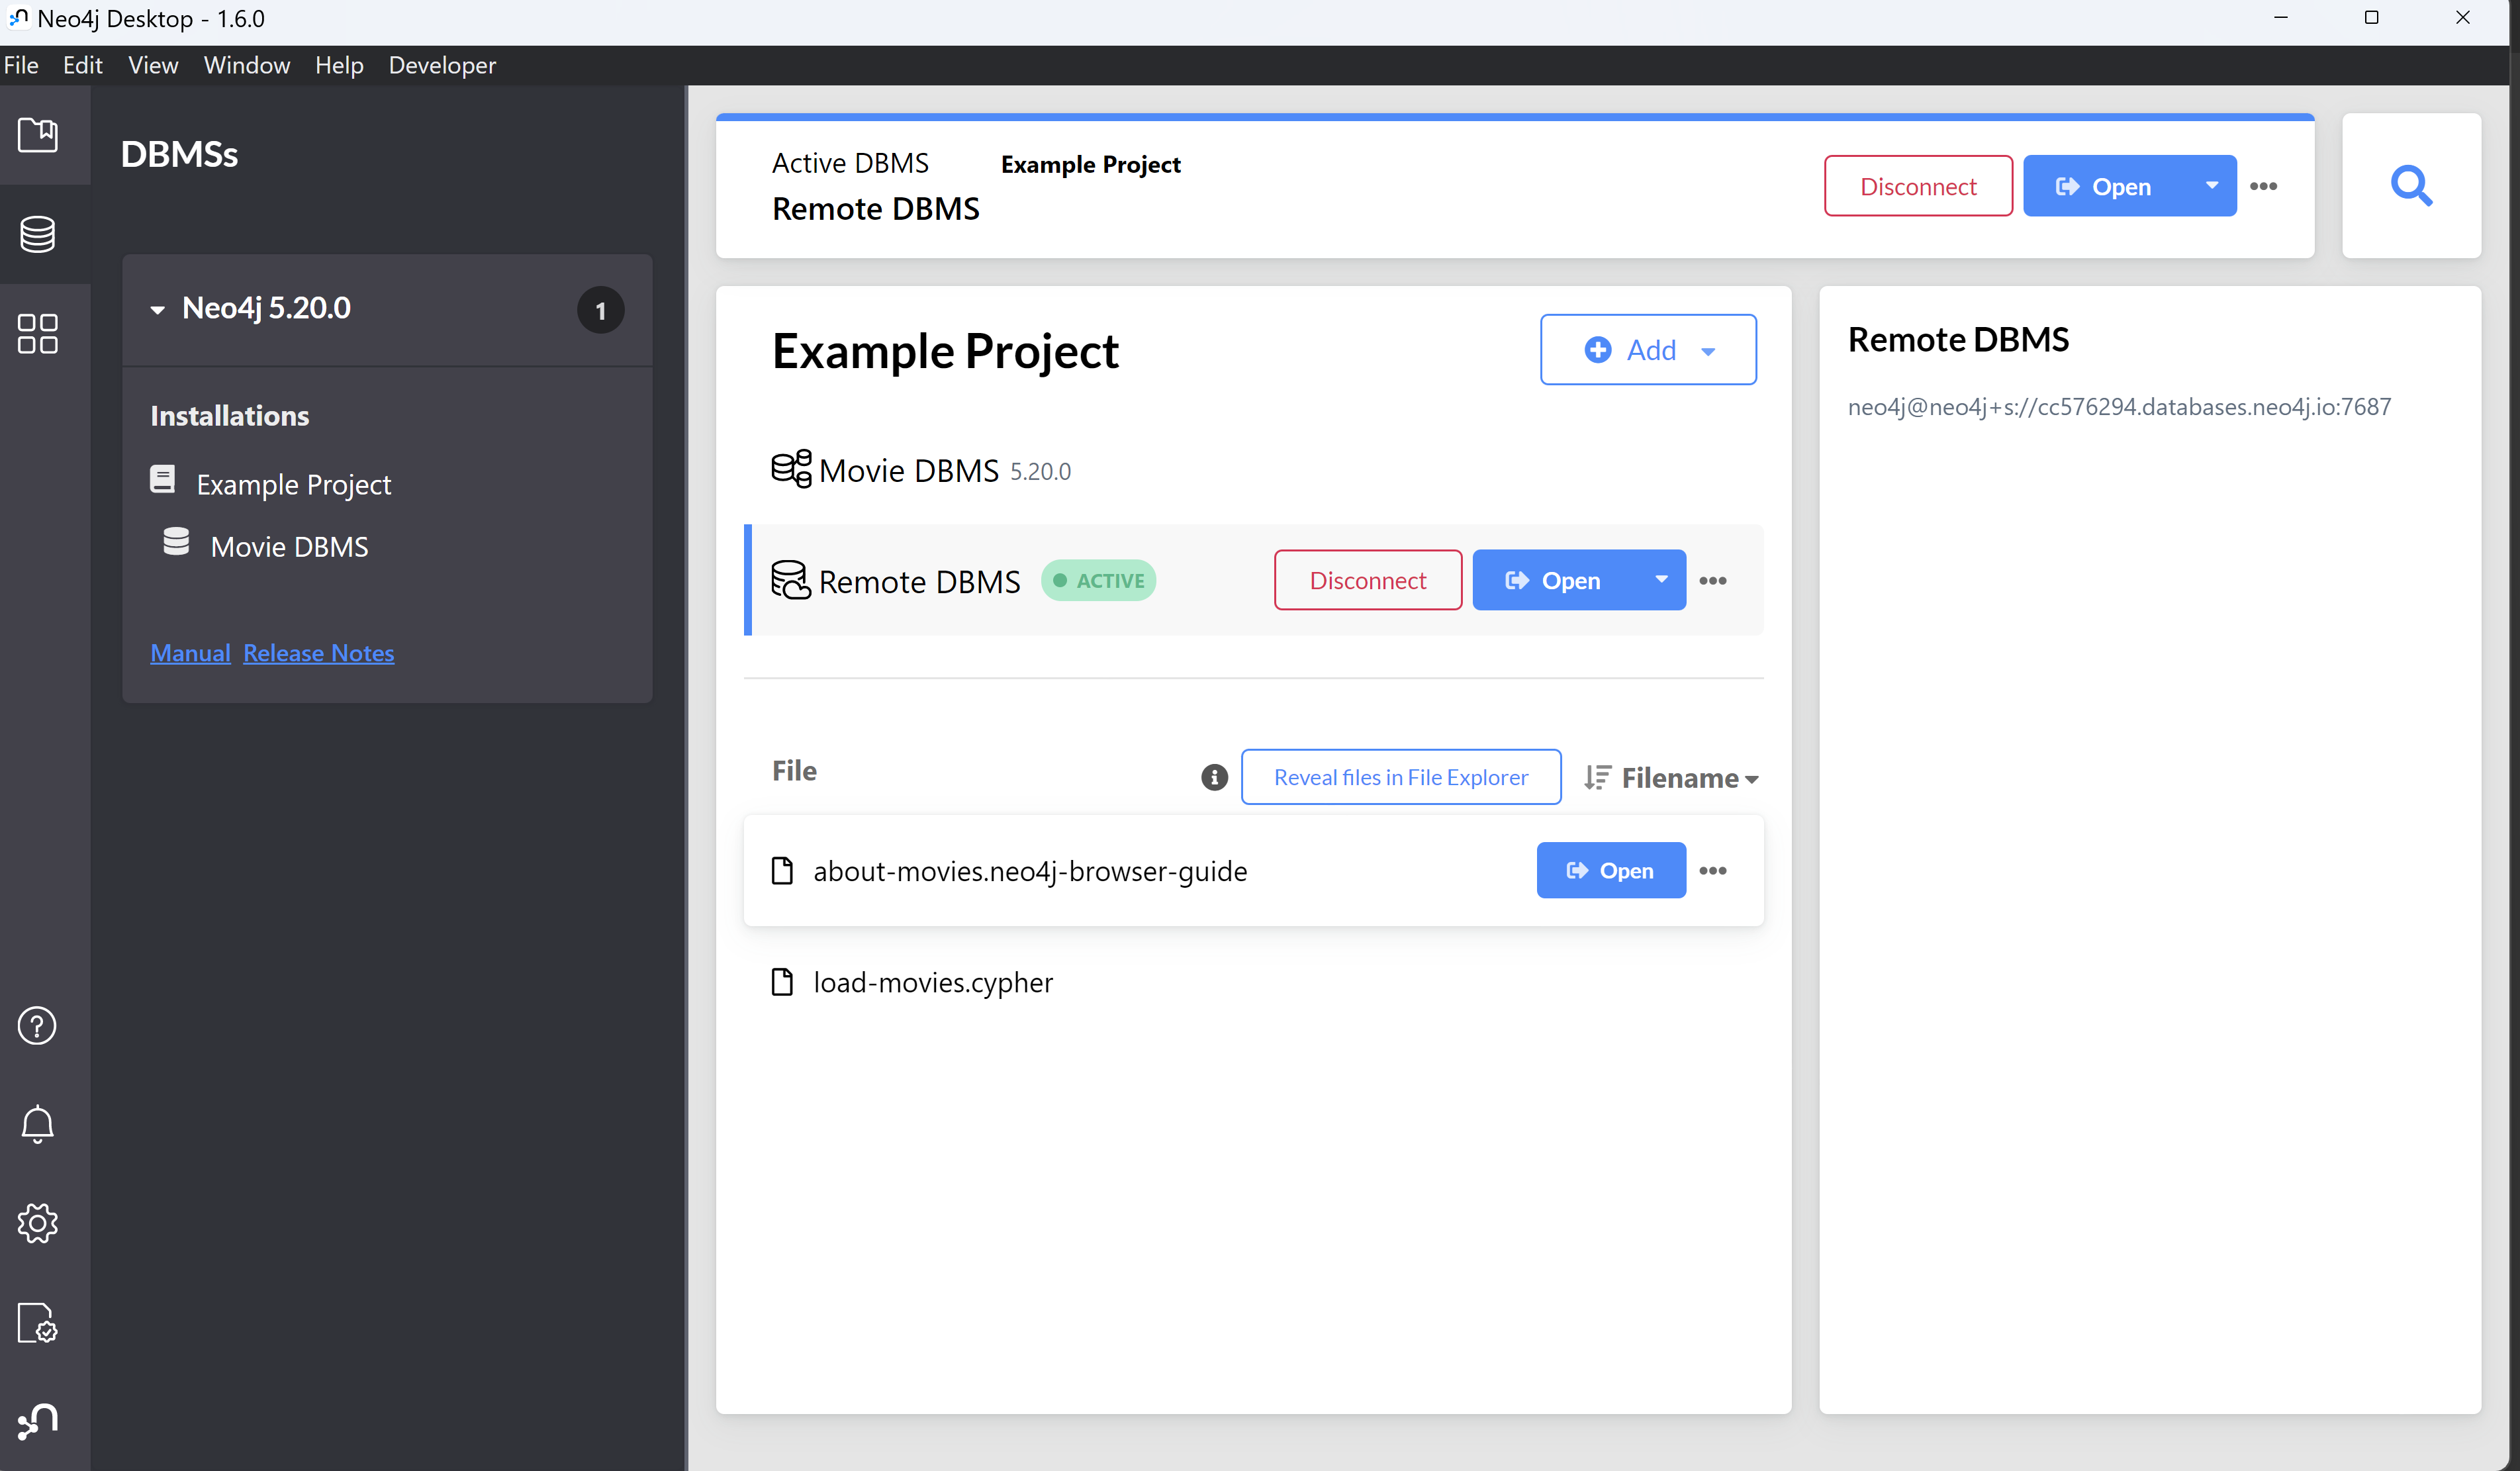 Neo4j Desktop - 1.6.0
File Edit View Window Help Developer
DBMSs
Neo4j 5.20.0
1
Installations
Example Project
Movie DBMS
Manual Release Notes
Active DBMS Example Project
Remote DBMS
Disconnect
Open
Example Project
Add
Movie DBMS 5.20.0
Remote DBMS ACTIVE Disconnect Open
File Reveal files in File Explorer Filename
about-movies.neo4j-browser-guide Open
load-movies.cypher
Remote DBMS
neo4j@neo4j+s://cc576294.databases.neo4j.io:7687